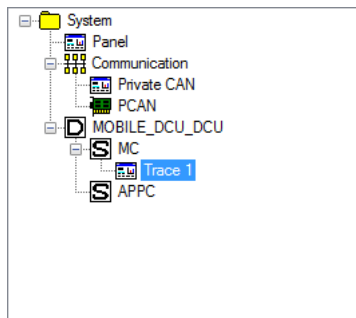 System
Panel
Communication
Private CAN
PCAN
D MOBILE_DCU_DCU
S MC
Trace 1
S APPC